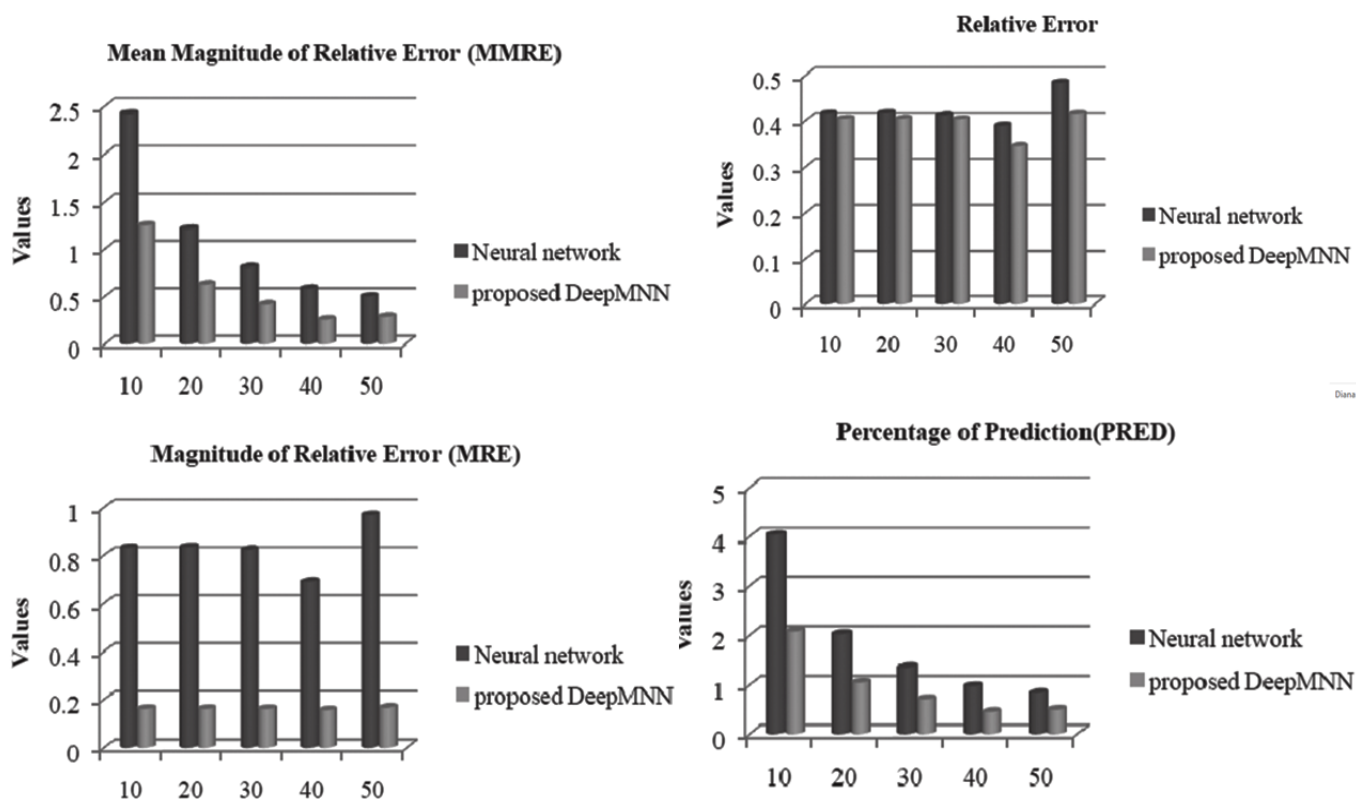 Mean Magnitude of Relative Error (MMRE)
Values
2.5
2
1.5
1
0.5
0
10 20 30 40 50
Neural network
proposed DeepMNN
Relative Error
Values
0.5
0.4
0.3
0.2
0.1
0
10 20 30 40 50
Neural network
proposed DeepMNN
Diana
Magnitude of Relative Error (MRE)
Values
1
0.8
0.6
0.4
0.2
0
10 20 30 40 50
Neural network
proposed DeepMNN
Percentage of Prediction(PRED)
values
5
4
3
2
1
0
10 20 30 40 50
Neural network
proposed DeepMNN